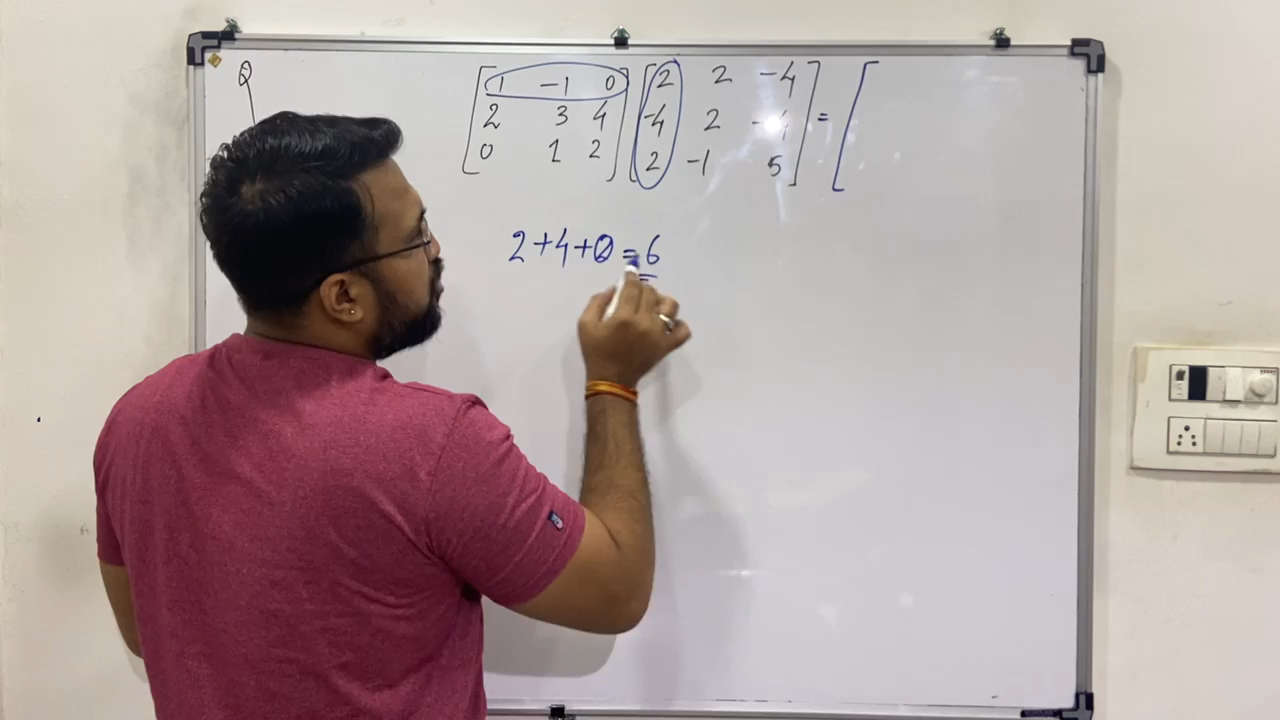 Q
[1 -1 0] [2 2 -4] = [
[2 3 4] [-4 2 -4]
[0 1 2] [2 -1 5]
2+4+0=6